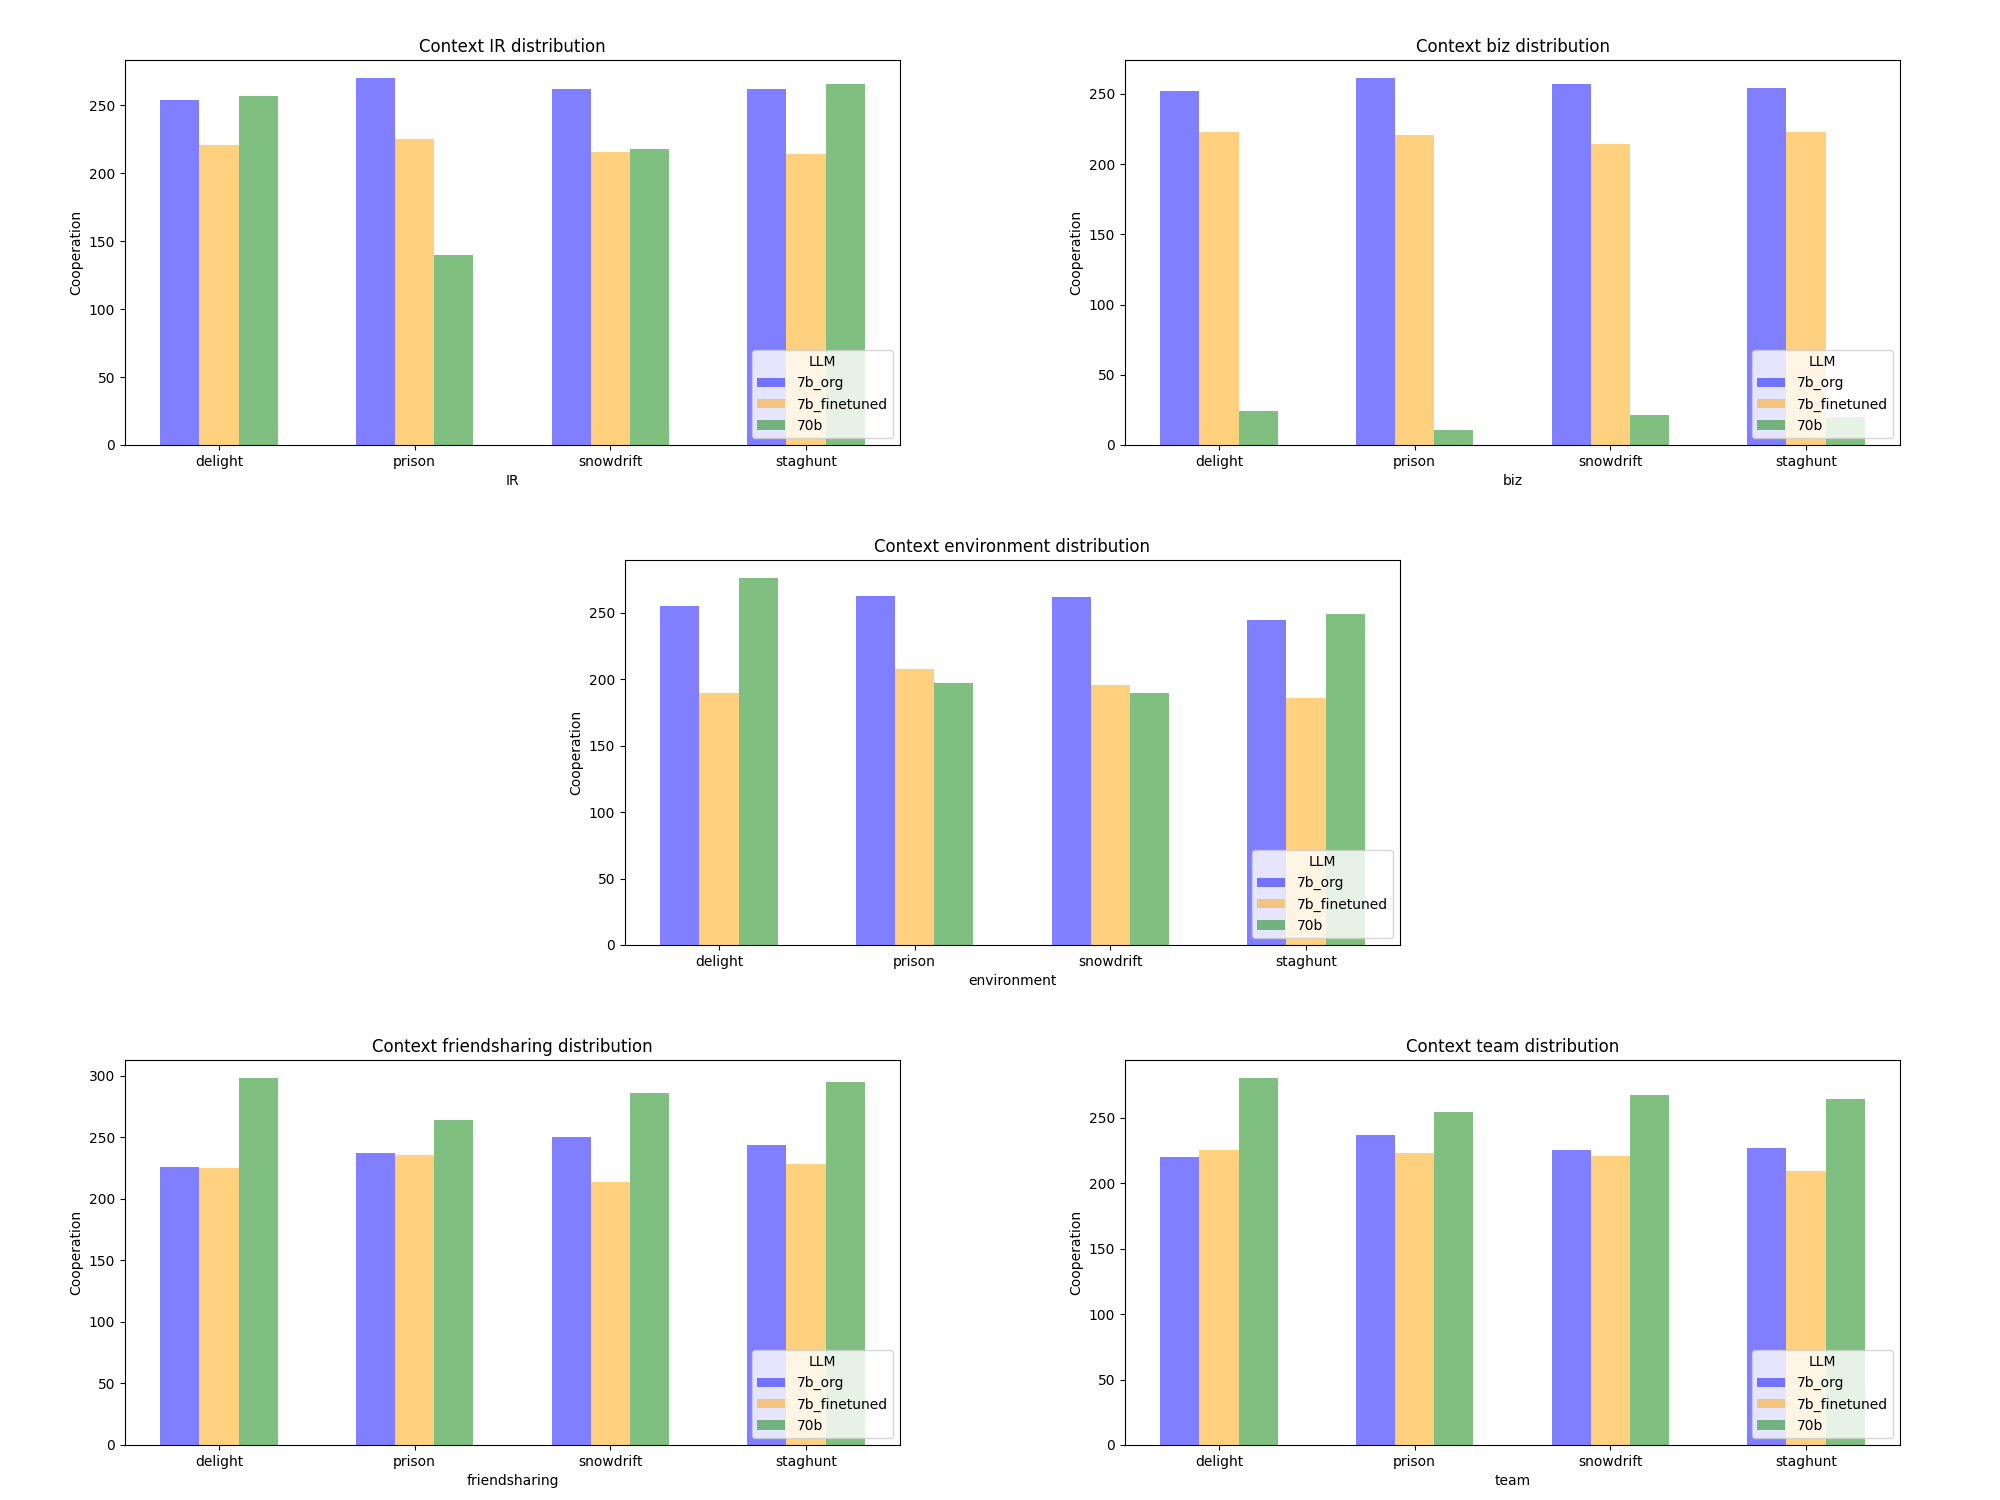 Context IR distribution
Cooperation
250
200
150
100
50
0
delight prison snowdrift staghunt
IR
LLM
7b_org
7b_finetuned
70b
Context biz distribution
Cooperation
250
200
150
100
50
0
delight prison snowdrift staghunt
biz
LLM
7b_org
7b_finetuned
70b
Context environment distribution
Cooperation
250
200
150
100
50
0
delight prison snowdrift staghunt
environment
LLM
7b_org
7b_finetuned
70b
Context friendsharing distribution
Cooperation
300
250
200
150
100
50
0
delight prison snowdrift staghunt
friendsharing
LLM
7b_org
7b_finetuned
70b
Context team distribution
Cooperation
250
200
150
100
50
0
delight prison snowdrift staghunt
team
LLM
7b_org
7b_finetuned
70b